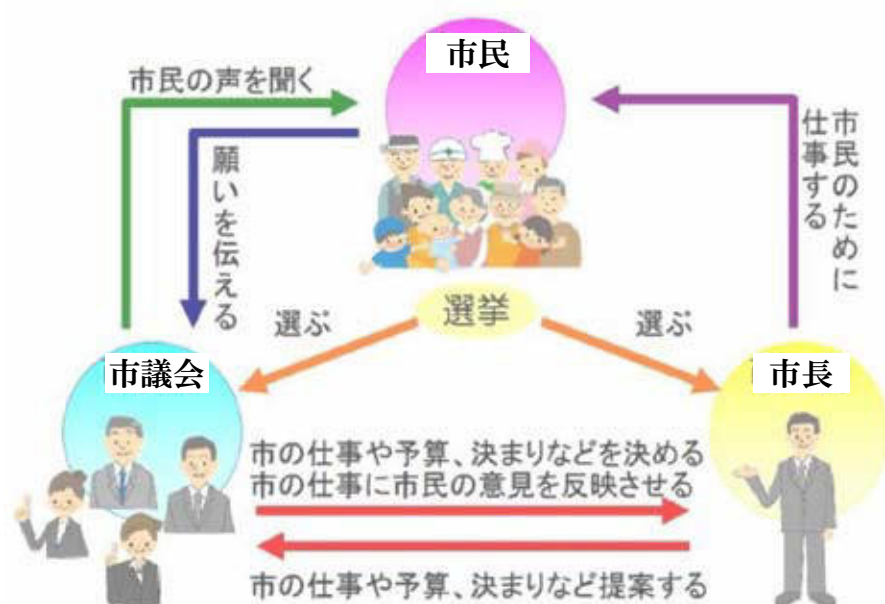 市民
市民の声を聞く
願いを伝える
市民のために
仕事する
選挙
選ぶ
選ぶ
市議会
市長
市の仕事や予算、決まりなどを決める
市の仕事に市民の意見を反映させる
市の仕事や予算、決まりなど提案する